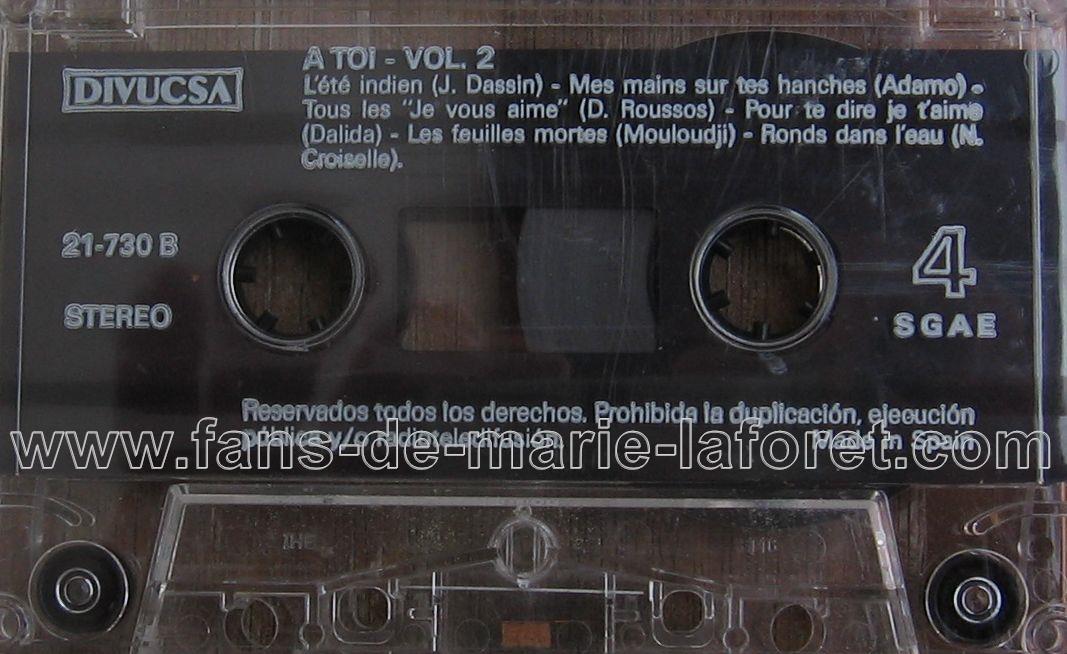 DIVUCSA
A TOI - VOL. 2
L'été indien (J. Dassin) - Mes mains sur tes hanches (Adamo) -
Tous les "Je vous aime" (D. Roussos) - Pour te dire je t'aime
(Dalida) - Les feuilles mortes (Mouloudji) - Ronds dans l'eau (N.
Croiselle).
21-730 B
STEREO
4
SGAE
Reservados todos los derechos. Prohibida la duplicación, ejecución
pública y/o radioteledifusión. Made in Spain
www.fans-de-marie-laforet.com